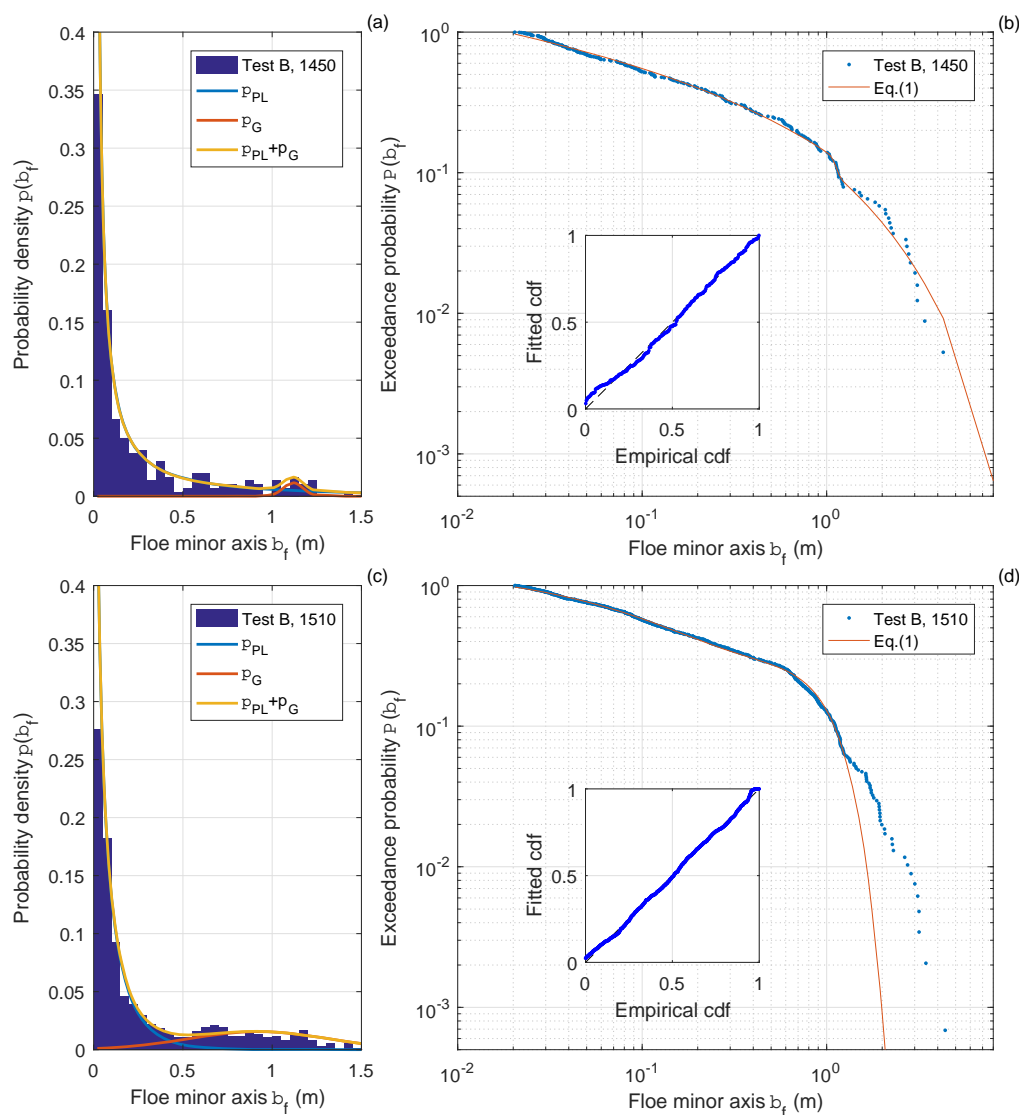 (a)
0.4
0.35
0.3
0.25
0.2
0.15
0.1
0.05
0
Probability density p(b_f)
Test B, 1450
p_PL
p_G
p_PL+p_G
0 0.5 1 1.5
Floe minor axis b_f (m)
(b)
10^0
10^-1
10^-2
10^-3
Exceedance probability P(b_f)
Test B, 1450
Eq.(1)
1
0.5
0
Fitted cdf
0 0.5 1
Empirical cdf
10^-2 10^-1 10^0
Floe minor axis b_f (m)
(c)
0.4
0.35
0.3
0.25
0.2
0.15
0.1
0.05
0
Probability density p(b_f)
Test B, 1510
p_PL
p_G
p_PL+p_G
0 0.5 1 1.5
Floe minor axis b_f (m)
(d)
10^0
10^-1
10^-2
10^-3
Exceedance probability P(b_f)
Test B, 1510
Eq.(1)
1
0.5
0
Fitted cdf
0 0.5 1
Empirical cdf
10^-2 10^-1 10^0
Floe minor axis b_f (m)